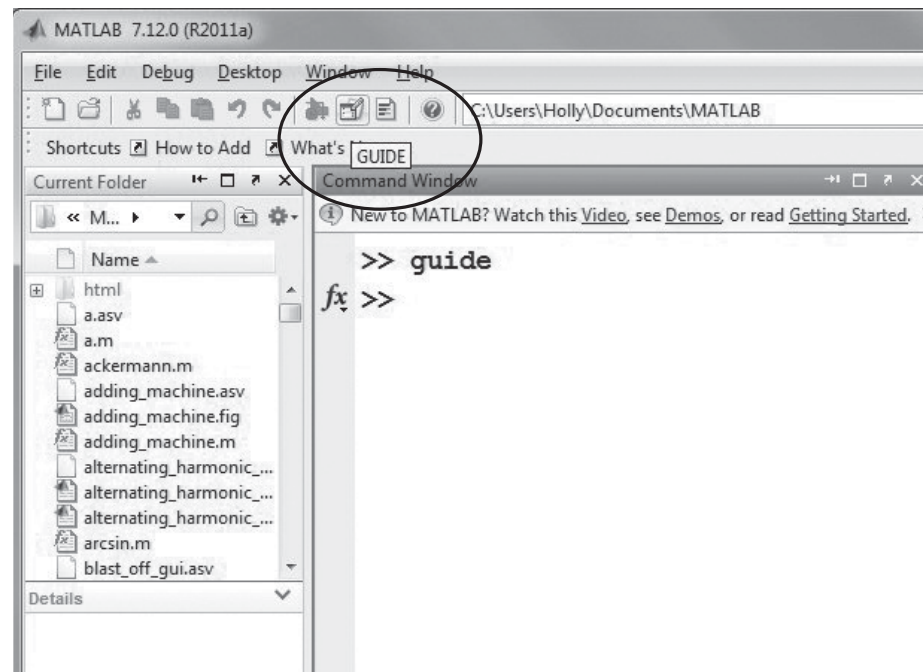 MATLAB 7.12.0 (R2011a)
File Edit Debug Desktop Window Help
C:\Users\Holly\Documents\MATLAB
Shortcuts How to Add What's
GUIDE
Current Folder
Command Window
« M...
New to MATLAB? Watch this Video, see Demos, or read Getting Started.
Name
>> guide
fx >>
html
a.asv
a.m
ackermann.m
adding_machine.asv
adding_machine.fig
adding_machine.m
alternating_harmonic_...
alternating_harmonic_...
alternating_harmonic_...
arcsin.m
blast_off_gui.asv
Details